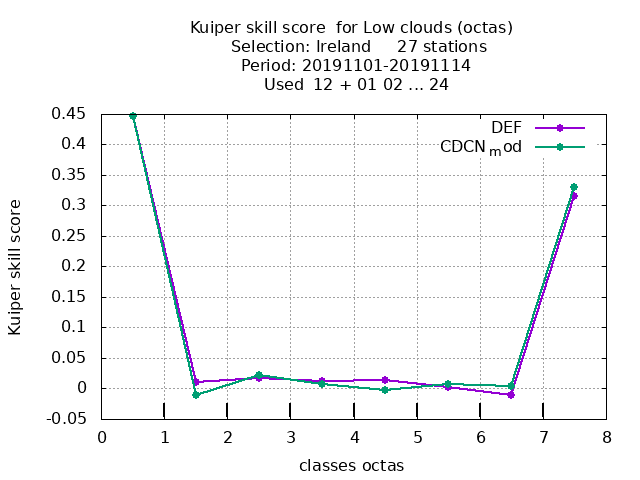 Kuiper skill score for Low clouds (octas)
Selection: Ireland 27 stations
Period: 20191101-20191114
Used 12 + 01 02 ... 24
DEF
CDCNmod
Kuiper skill score
0.45
0.4
0.35
0.3
0.25
0.2
0.15
0.1
0.05
0
-0.05
0 1 2 3 4 5 6 7 8
classes octas